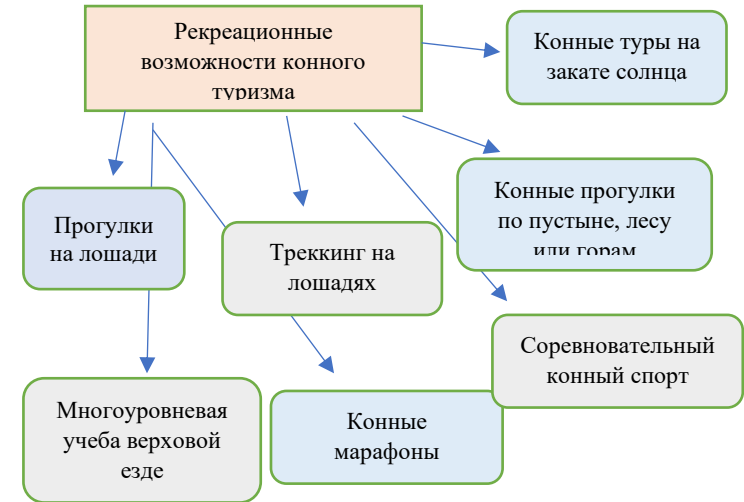 Рекреационные
возможности конного
туризма
Конные туры на
закате солнца
Прогулки
на лошади
Треккинг на
лошадях
Конные прогулки
по пустыне, лесу
или горам
Соревновательный
конный спорт
Многоуровневая
учеба верховой
езде
Конные
марафоны